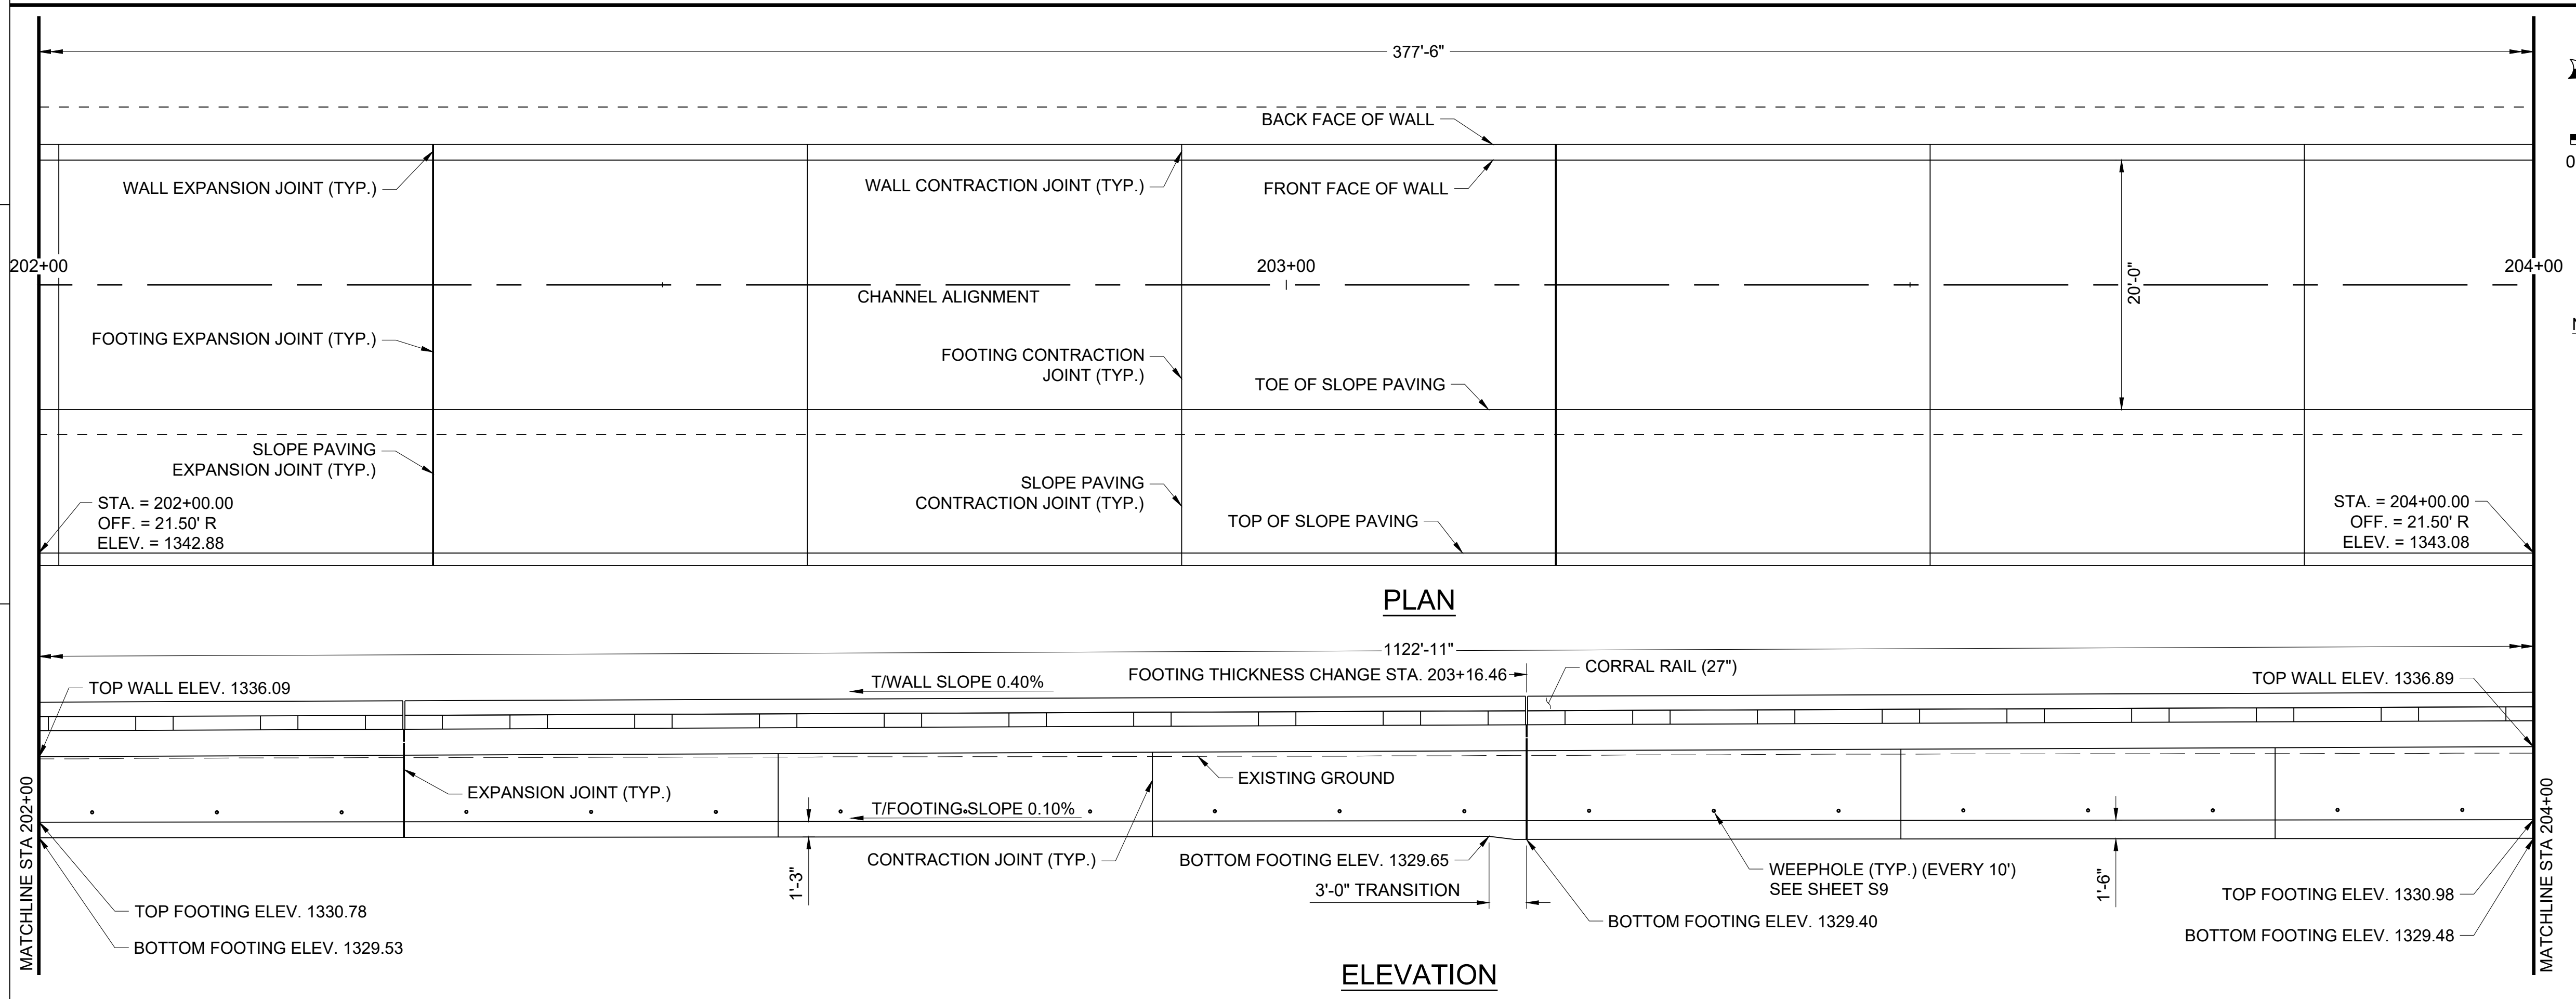 377'-6"
BACK FACE OF WALL
WALL EXPANSION JOINT (TYP.)
WALL CONTRACTION JOINT (TYP.)
FRONT FACE OF WALL
202+00
203+00
204+00
CHANNEL ALIGNMENT
20'-0"
FOOTING EXPANSION JOINT (TYP.)
FOOTING CONTRACTION
JOINT (TYP.)
TOE OF SLOPE PAVING
SLOPE PAVING
EXPANSION JOINT (TYP.)
SLOPE PAVING
CONTRACTION JOINT (TYP.)
TOP OF SLOPE PAVING
STA. = 202+00.00
OFF. = 21.50' R
ELEV. = 1342.88
STA. = 204+00.00
OFF. = 21.50' R
ELEV. = 1343.08
PLAN
1122'-11"
FOOTING THICKNESS CHANGE STA. 203+16.46
CORRAL RAIL (27")
TOP WALL ELEV. 1336.09
T/WALL SLOPE 0.40%
TOP WALL ELEV. 1336.89
EXISTING GROUND
EXPANSION JOINT (TYP.)
T/FOOTING SLOPE 0.10%
MATCHLINE STA 202+00
MATCHLINE STA 204+00
CONTRACTION JOINT (TYP.)
BOTTOM FOOTING ELEV. 1329.65
1'-3"
3'-0" TRANSITION
WEEPHOLE (TYP.) (EVERY 10')
SEE SHEET S9
1'-6"
TOP FOOTING ELEV. 1330.78
BOTTOM FOOTING ELEV. 1329.53
BOTTOM FOOTING ELEV. 1329.40
TOP FOOTING ELEV. 1330.98
BOTTOM FOOTING ELEV. 1329.48
ELEVATION
0